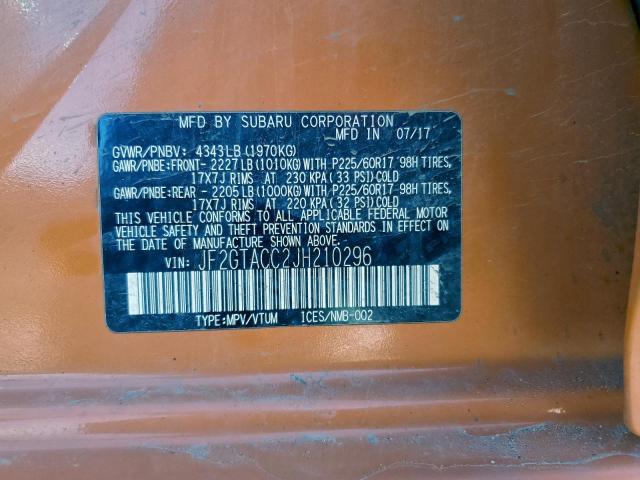 MFD BY SUBARU CORPORATION
MFD IN 07/17
GVWR/PNBV: 4343LB(1970KG)
GAWR/PNBE:FRONT-2227LB(1010KG)WITH P225/60R17 98H TIRES,
17X7J RIMS AT 230 KPA(33 PSI)COLD
GAWR/PNBE:REAR -2205LB(1000KG)WITH P225/60R17 98H TIRES,
17X7J RIMS AT 220 KPA(32 PSI)COLD
THIS VEHICLE CONFORMS TO ALL APPLICABLE FEDERAL MOTOR
VEHICLE SAFETY AND THEFT PREVENTION STANDARDS IN EFFECT ON
THE DATE OF MANUFACTURE SHOWN ABOVE.
VIN: JF2GTACC2JH210296
TYPE:MPV/VTUM ICES/NMB-002